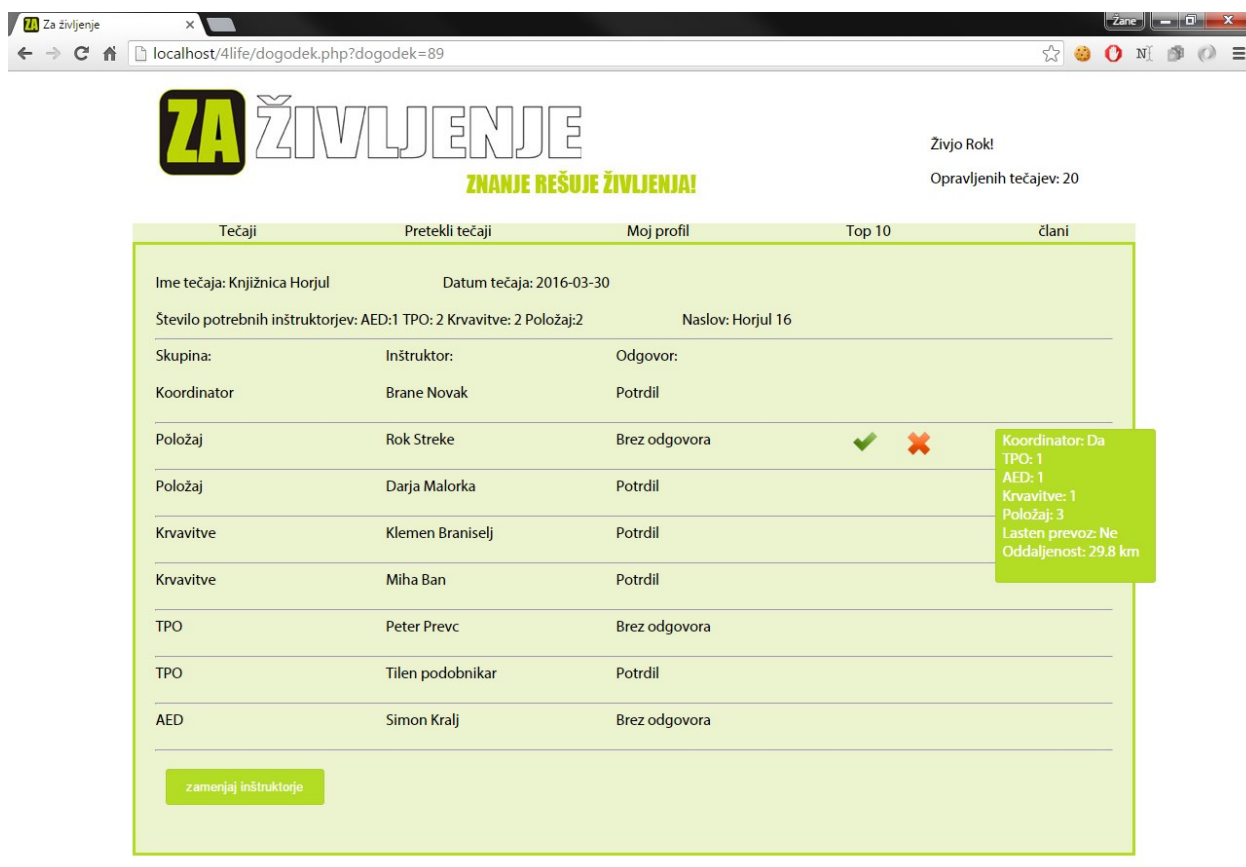 ZA Za življenje
Žane
localhost/4life/dogodek.php?dogodek=89
ZA ŽIVLJENJE
ZNANJE REŠUJE ŽIVLJENJA!
Živjo Rok!
Opravljenih tečajev: 20
Tečaji Pretekli tečaji Moj profil Top 10 člani
Ime tečaja: Knjižnica Horjul Datum tečaja: 2016-03-30
Število potrebnih inštruktorjev: AED:1 TPO: 2 Krvavitve: 2 Položaj:2 Naslov: Horjul 16
Skupina: Inštruktor: Odgovor:
Koordinator Brane Novak Potrdil
Položaj Rok Streke Brez odgovora
Položaj Darja Malorka Potrdil
Krvavitve Klemen Braniselj Potrdil
Krvavitve Miha Ban Potrdil
TPO Peter Prevc Brez odgovora
TPO Tilen podobnikar Potrdil
AED Simon Kralj Brez odgovora
Koordinator: Da
TPO: 1
AED: 1
Krvavitve: 1
Položaj: 3
Lasten prevoz: Ne
Oddaljenost: 29.8 km
zamenjaj inštruktorje